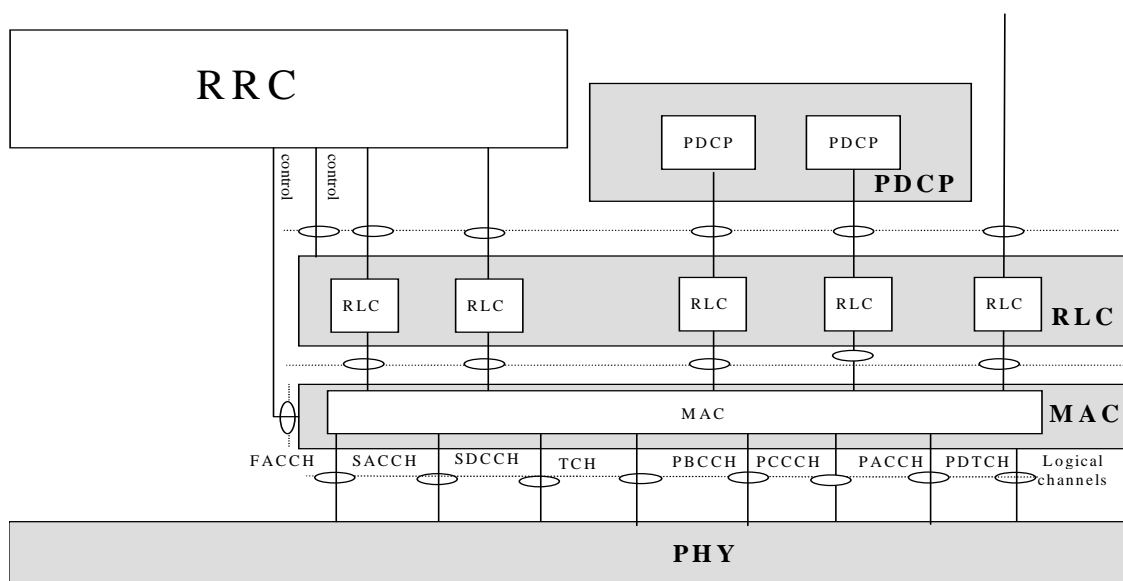 RRC
PDCP
PDCP
PDCP
control
control
RLC
RLC
RLC
RLC
RLC
RLC
MAC
MAC
FACCH
SACCH
SDCCH
TCH
PBCCH
PCCCH
PACCH
PDTCH
Logical
channels
PHY